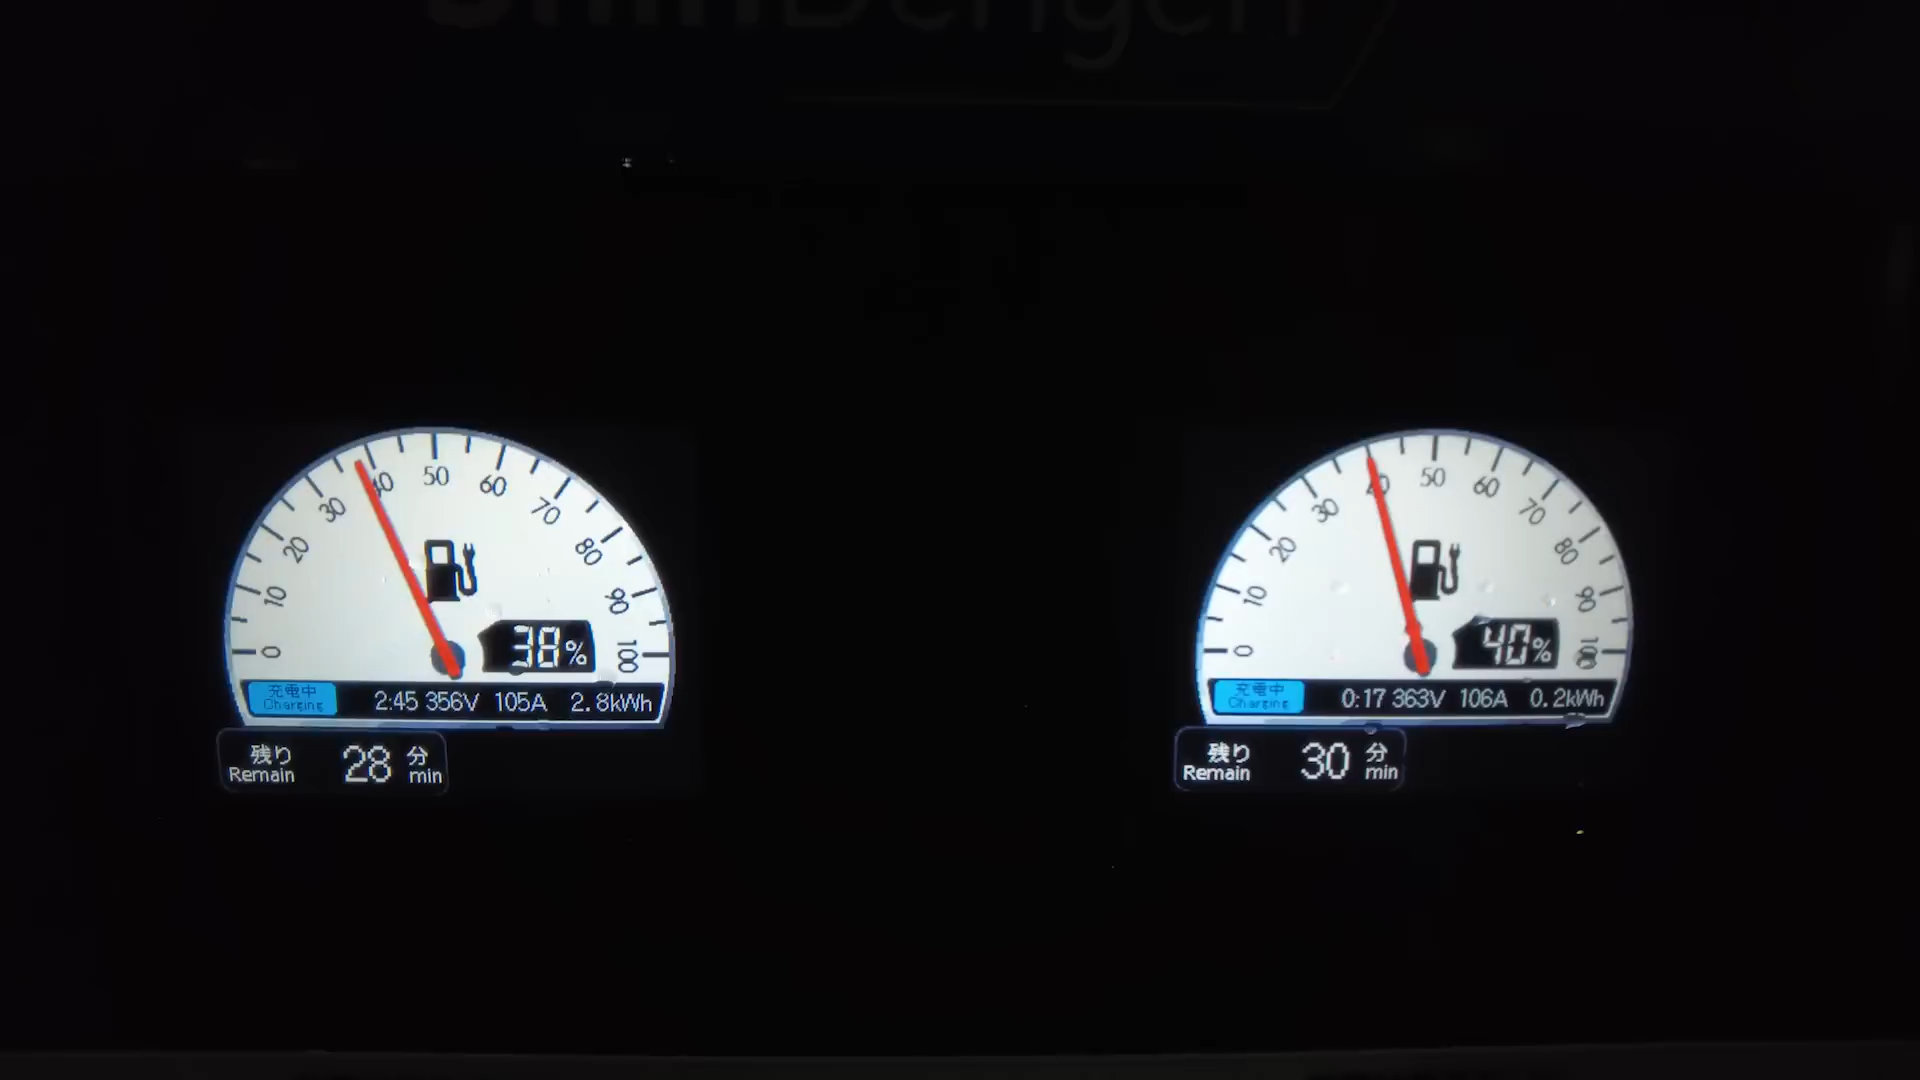 ShinDengen
0 10 20 30 40 50 60 70 80 90 100
38%
充電中
Charging
2:45 356V 105A 2.8kWh
残り 28 分
Remain min
0 10 20 30 40 50 60 70 80 90 100
40%
充電中
Charging
0:17 363V 106A 0.2kWh
残り 30 分
Remain min